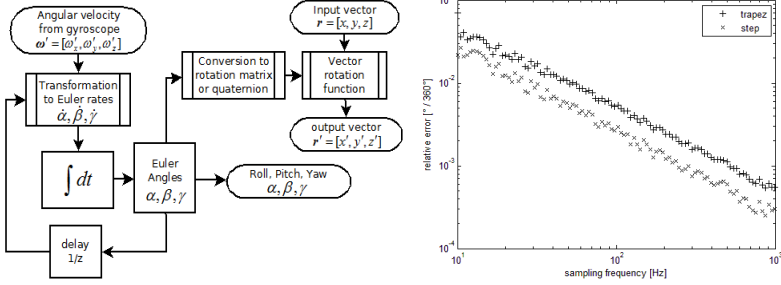 Angular velocity
from gyroscope
ω' = [ω'x, ω'y, ω'z]
Transformation
to Euler rates
α̇, β̇, γ̇
∫ dt
delay
1/z
Euler
Angles
α, β, γ
Conversion to
rotation matrix
or quaternion
Roll, Pitch, Yaw
α, β, γ
Input vector
r = [x, y, z]
Vector
rotation
function
output vector
r' = [x', y', z']
relative error [° / 360°]
10^-2
10^-3
10^-4
trapez
step
10^1
10^2
10^3
sampling frequency [Hz]